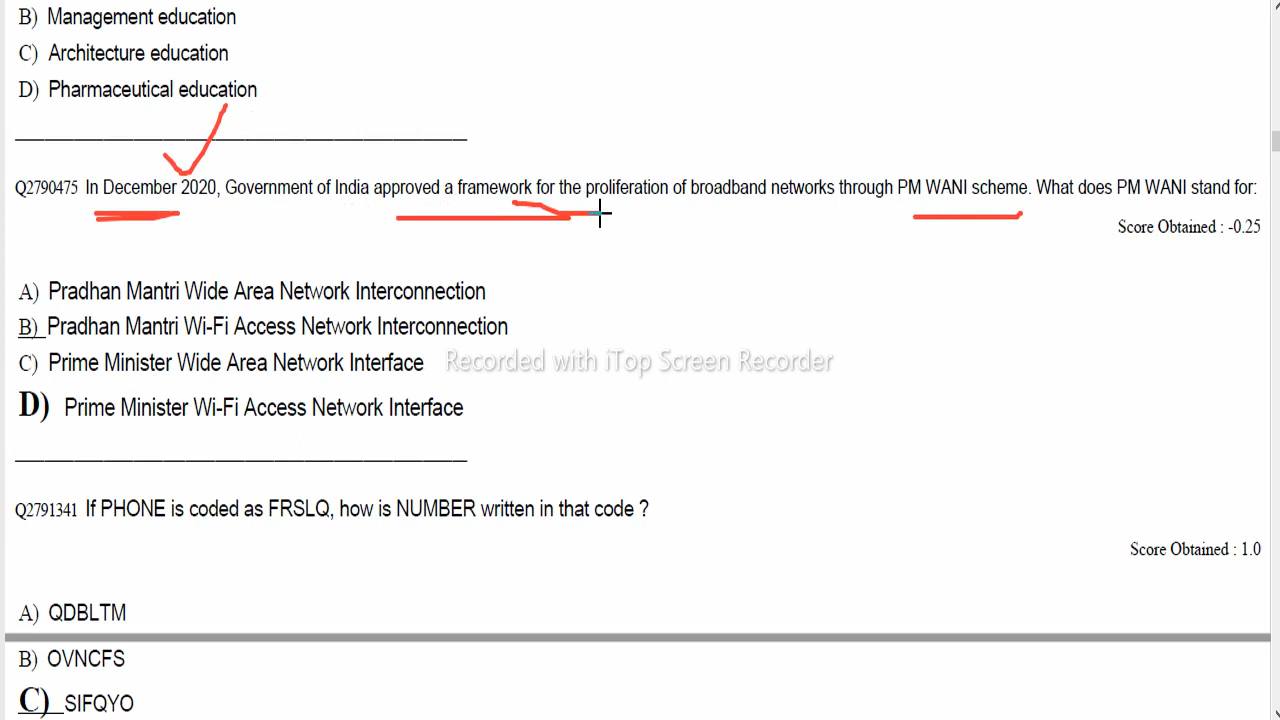 B) Management education
C) Architecture education
D) Pharmaceutical education
Q2790475 In December 2020, Government of India approved a framework for the proliferation of broadband networks through PM WANI scheme. What does PM WANI stand for:
Score Obtained : -0.25
A) Pradhan Mantri Wide Area Network Interconnection
B) Pradhan Mantri Wi-Fi Access Network Interconnection
C) Prime Minister Wide Area Network Interface
Recorded with iTop Screen Recorder
D) Prime Minister Wi-Fi Access Network Interface
Q2791341 If PHONE is coded as FRSLQ, how is NUMBER written in that code ?
Score Obtained : 1.0
A) QDBLTM
B) OVNCFS
C) SIFQYO